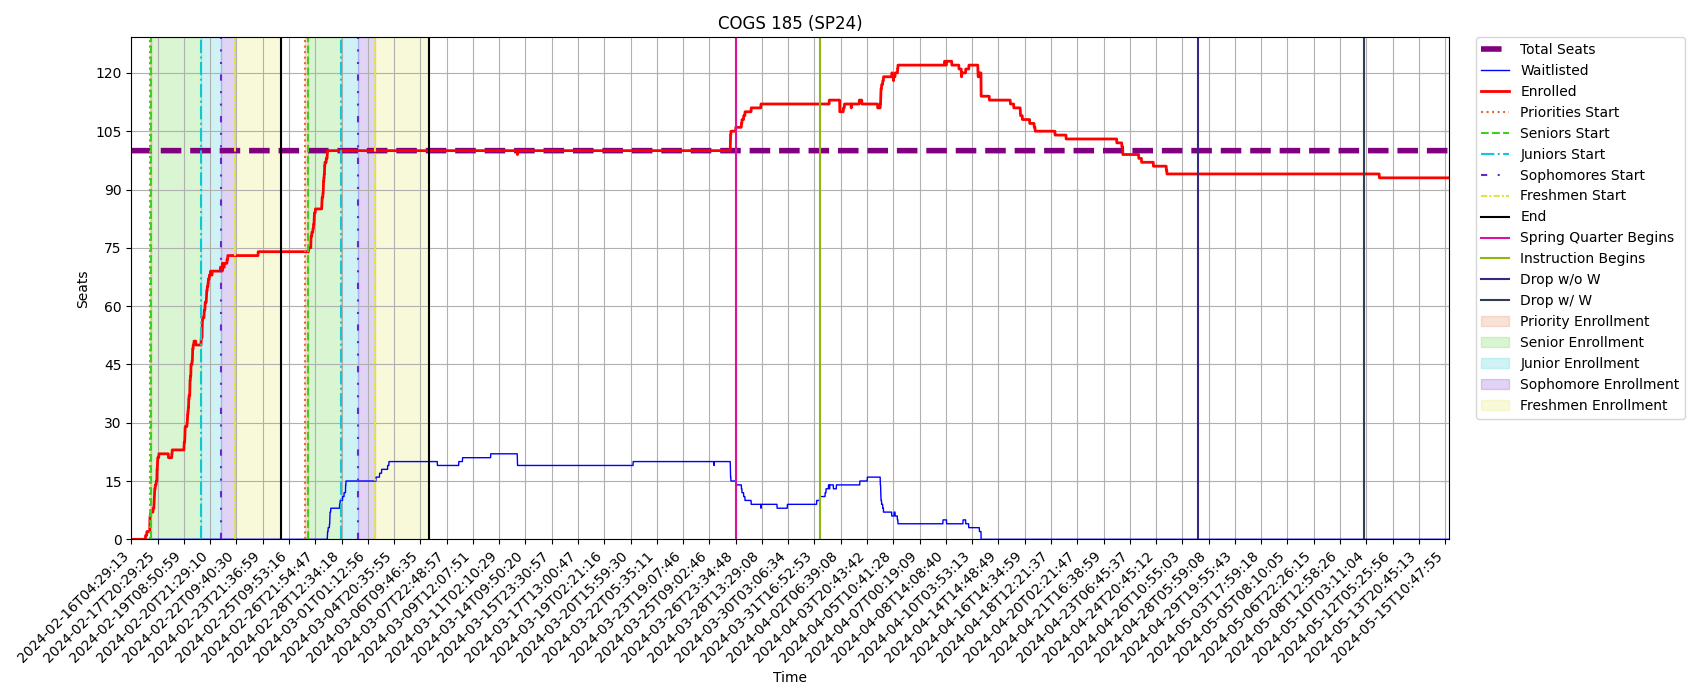 COGS 185 (SP24)
Total Seats
Waitlisted
Enrolled
Priorities Start
Seniors Start
Juniors Start
Sophomores Start
Freshmen Start
End
Spring Quarter Begins
Instruction Begins
Drop w/o W
Drop w/ W
Priority Enrollment
Senior Enrollment
Junior Enrollment
Sophomore Enrollment
Freshmen Enrollment
Seats
120
105
90
75
60
45
30
15
0
2024-02-16T04:29:13
2024-02-17T20:29:25
2024-02-19T08:50:59
2024-02-20T21:29:10
2024-02-22T09:40:30
2024-02-23T21:36:59
2024-02-25T09:53:16
2024-02-26T21:54:47
2024-02-28T12:34:18
2024-03-01T01:12:56
2024-03-04T20:35:55
2024-03-06T09:46:35
2024-03-07T22:48:57
2024-03-09T12:07:51
2024-03-11T02:10:29
2024-03-14T09:50:20
2024-03-15T23:30:57
2024-03-17T13:00:47
2024-03-19T02:21:16
2024-03-20T15:59:30
2024-03-22T05:35:11
2024-03-23T19:07:46
2024-03-25T09:02:46
2024-03-26T23:34:48
2024-03-28T13:29:08
2024-03-30T03:06:34
2024-03-31T16:52:53
2024-04-02T06:39:08
2024-04-03T20:43:42
2024-04-05T10:41:28
2024-04-07T00:19:09
2024-04-08T14:08:40
2024-04-10T03:53:13
2024-04-14T14:48:49
2024-04-16T14:34:59
2024-04-18T12:21:37
2024-04-20T02:21:47
2024-04-21T16:38:59
2024-04-23T06:45:37
2024-04-24T20:45:12
2024-04-26T10:55:03
2024-04-28T05:59:08
2024-04-29T19:55:43
2024-05-03T17:59:18
2024-05-05T08:10:05
2024-05-06T22:26:15
2024-05-08T12:58:26
2024-05-10T03:11:04
2024-05-12T05:25:56
2024-05-13T20:45:13
2024-05-15T10:47:55
Time